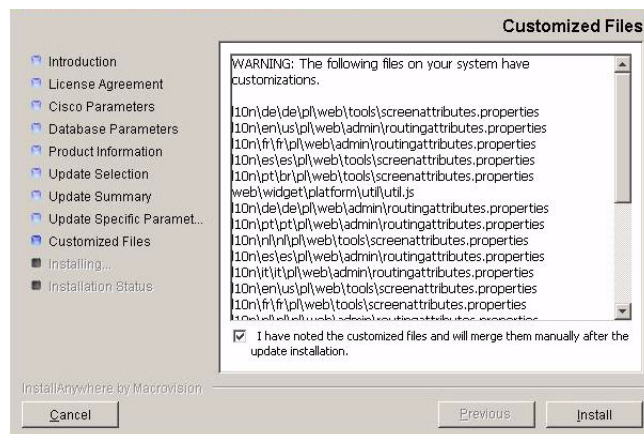 Customized Files
Introduction
License Agreement
Cisco Parameters
Database Parameters
Product Information
Update Selection
Update Summary
Update Specific Paramet...
Customized Files
Installing...
Installation Status
WARNING: The following files on your system have
customizations.
l10n\de\de\pl\web\tools\screenattributes.properties
l10n\en\us\pl\web\admin\routingattributes.properties
l10n\fr\fr\pl\web\admin\routingattributes.properties
l10n\es\es\pl\web\tools\screenattributes.properties
l10n\pt\br\pl\web\tools\screenattributes.properties
web\widget\platform\util\util.js
l10n\de\de\pl\web\admin\routingattributes.properties
l10n\pt\pt\pl\web\admin\routingattributes.properties
l10n\nl\nl\pl\web\tools\screenattributes.properties
l10n\es\es\pl\web\admin\routingattributes.properties
l10n\it\it\pl\web\admin\routingattributes.properties
l10n\en\us\pl\web\tools\screenattributes.properties
l10n\fr\fr\pl\web\tools\screenattributes.properties
l10n\nl\nl\pl\web\admin\routingattributes.properties
I have noted the customized files and will merge them manually after the
update installation.
InstallAnywhere by Macrovision
Cancel
Previous
Install